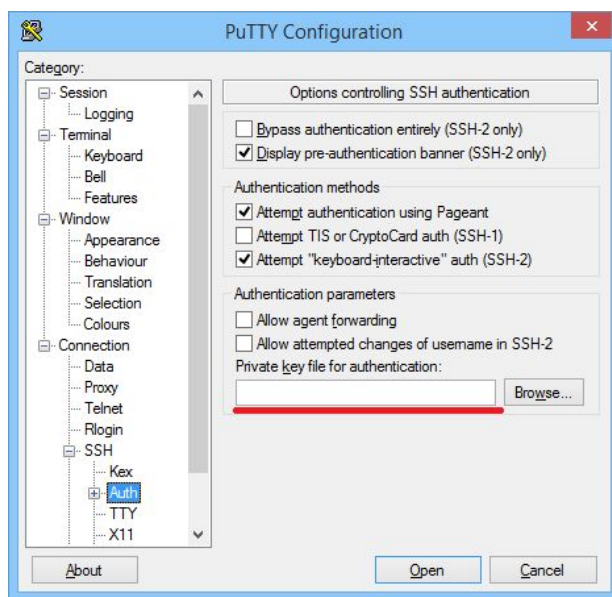 PuTTY Configuration
Category:
Session
Logging
Terminal
Keyboard
Bell
Features
Window
Appearance
Behaviour
Translation
Selection
Colours
Connection
Data
Proxy
Telnet
Rlogin
SSH
Kex
Auth
TTY
X11
Options controlling SSH authentication
Bypass authentication entirely (SSH-2 only)
Display pre-authentication banner (SSH-2 only)
Authentication methods
Attempt authentication using Pageant
Attempt TIS or CryptoCard auth (SSH-1)
Attempt "keyboard-interactive" auth (SSH-2)
Authentication parameters
Allow agent forwarding
Allow attempted changes of username in SSH-2
Private key file for authentication:
Browse...
About
Open
Cancel